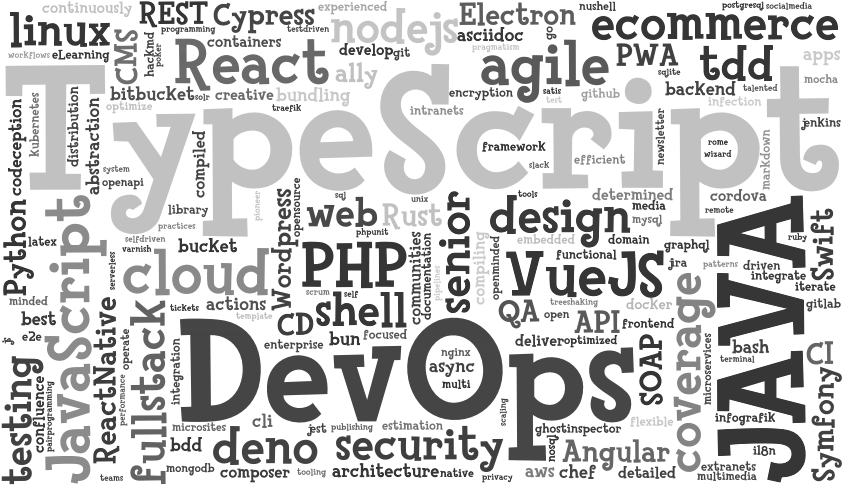 continuously
REST
Cypress
experienced
nodejs
Electron
nushell
postgresql
socialmedia
linux
programming
testdriven
asciidoc
go
ecommerce
workflows
eLearning
CMS
hackmd
poker
containers
develop
git
pragmatism
PWA
apps
React
ally
agile
sqlite
tdd
mocha
bitbucket
solr
creative
bundling
encryption
satis
test
github
backend
talented
optimize
traefik
intranets
infection
jenkins
TypeScript
codeception
kubernetes
distribution
abstraction
compiled
framework
slack
efficient
newsletter
rome
wizard
markdown
system
openapi
library
pioneer
practices
opensource
Wordpress
sql
web
phpunit
Rust
unix
senior
tools
design
determined
media
mysql
cordova
remote
Python
latex
JavaScript
selfdriven
varnish
serverless
bucket
cloud
PHP
communities
documentation
pipelines
compiling
openminded
embedded
domain
functional
VueJS
graphql
jira
patterns
driven
integrate
iterate
ruby
Swift
JAVA
minded
best
e2e
js
tickets
actions
template
scrum
self
shell
CD
enterprise
bun
focused
QA
open
treeshaking
API
docker
frontend
deliver
optimized
gitlab
ReactNative
operate
performance
fullstack
integration
DevOps
nginx
async
multi
SOAP
coverage
microservices
bash
terminal
CI
Symfony
testing
confluence
pairprogramming
microsites
cli
jest
publishing
estimation
scaling
ghostinspector
flexible
infografik
bdd
deno
security
nosql
Angular
i18n
extranets
multimedia
teams
mongodb
composer
tooling
architecture
native
privacy
aws
chef
detailed